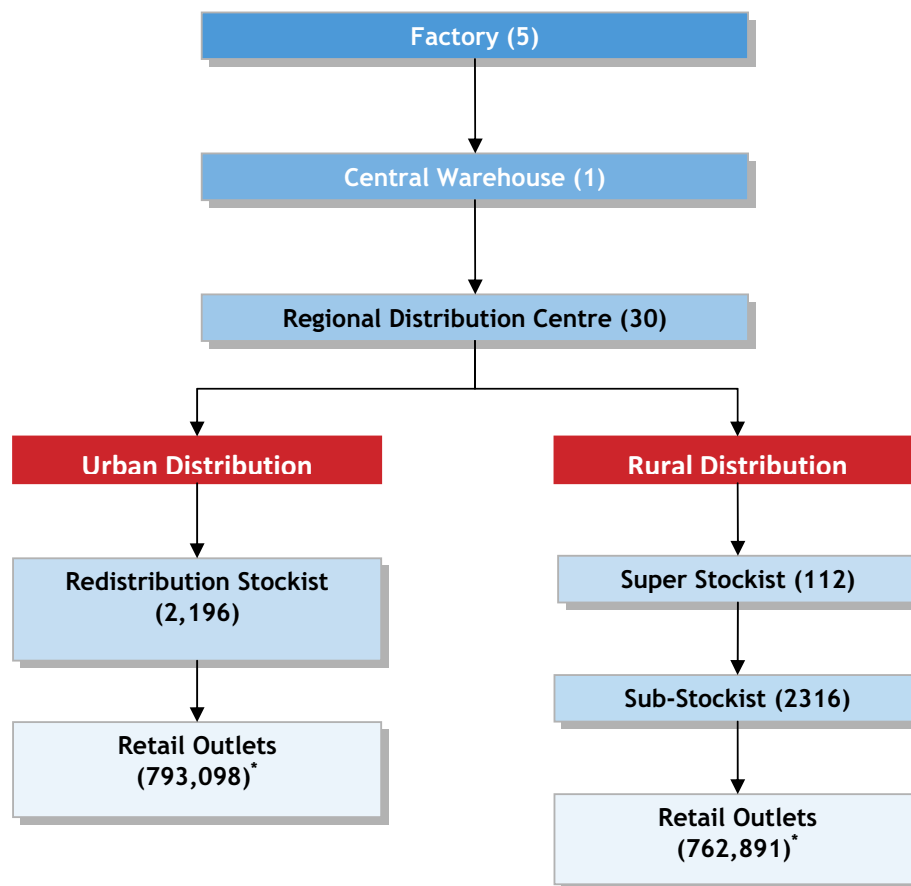 Factory (5)
Central Warehouse (1)
Regional Distribution Centre (30)
Urban Distribution
Rural Distribution
Redistribution Stockist
(2,196)
Super Stockist (112)
Sub-Stockist (2316)
Retail Outlets
(793,098)*
Retail Outlets
(762,891)*